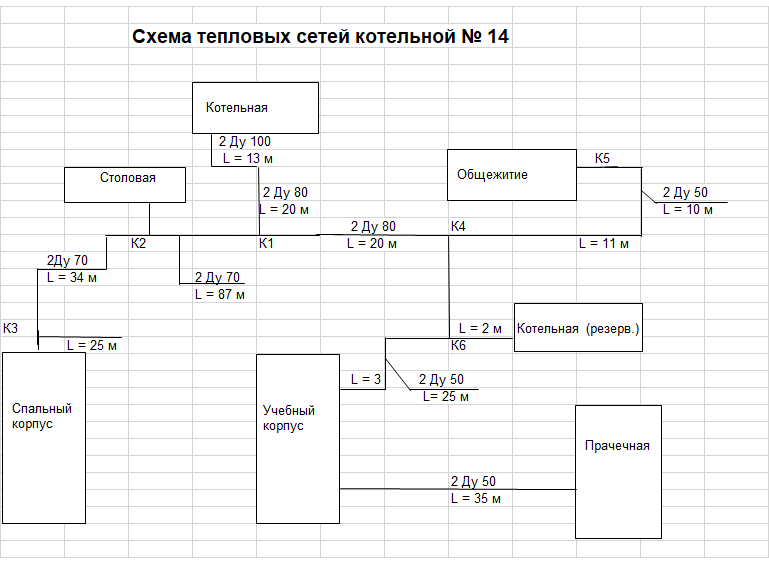 Схема тепловых сетей котельной № 14
Котельная
2 Ду 100
L = 13 м
К5
Общежитие
Столовая
2 Ду 80
L = 20 м
2 Ду 50
L = 10 м
2 Ду 80
L = 20 м
К4
К2
К1
L = 11 м
2Ду 70
L = 34 м
2 Ду 70
L = 87 м
К3
L = 25 м
L = 2 м
Котельная (резерв.)
К6
L = 3
2 Ду 50
L= 25 м
Спальный
корпус
Учебный
корпус
Прачечная
2 Ду 50
L = 35 м